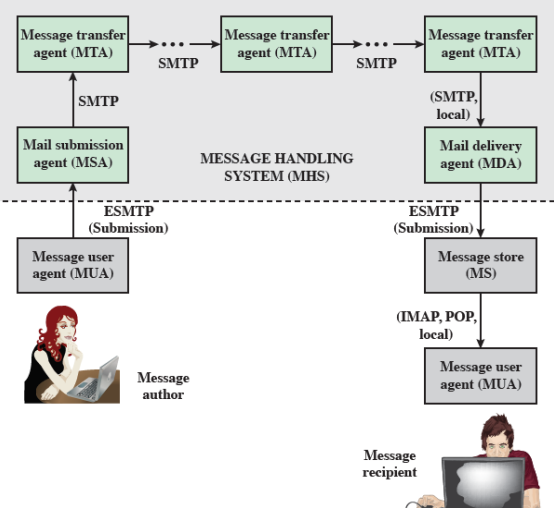 Message transfer
agent (MTA)
SMTP
Message transfer
agent (MTA)
SMTP
Message transfer
agent (MTA)
SMTP
(SMTP,
local)
Mail submission
agent (MSA)
MESSAGE HANDLING
SYSTEM (MHS)
Mail delivery
agent (MDA)
ESMTP
(Submission)
ESMTP
(Submission)
Message user
agent (MUA)
Message store
(MS)
(IMAP, POP,
local)
Message
author
Message user
agent (MUA)
Message
recipient